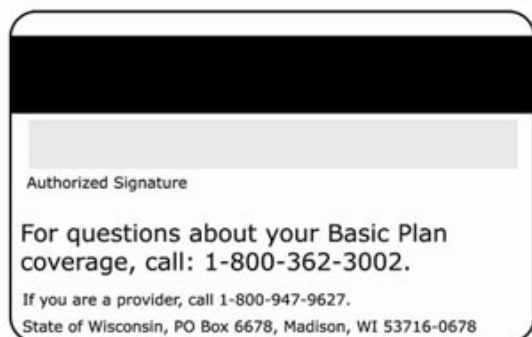 Authorized Signature
For questions about your Basic Plan
coverage, call: 1-800-362-3002.
If you are a provider, call 1-800-947-9627.
State of Wisconsin, PO Box 6678, Madison, WI 53716-0678